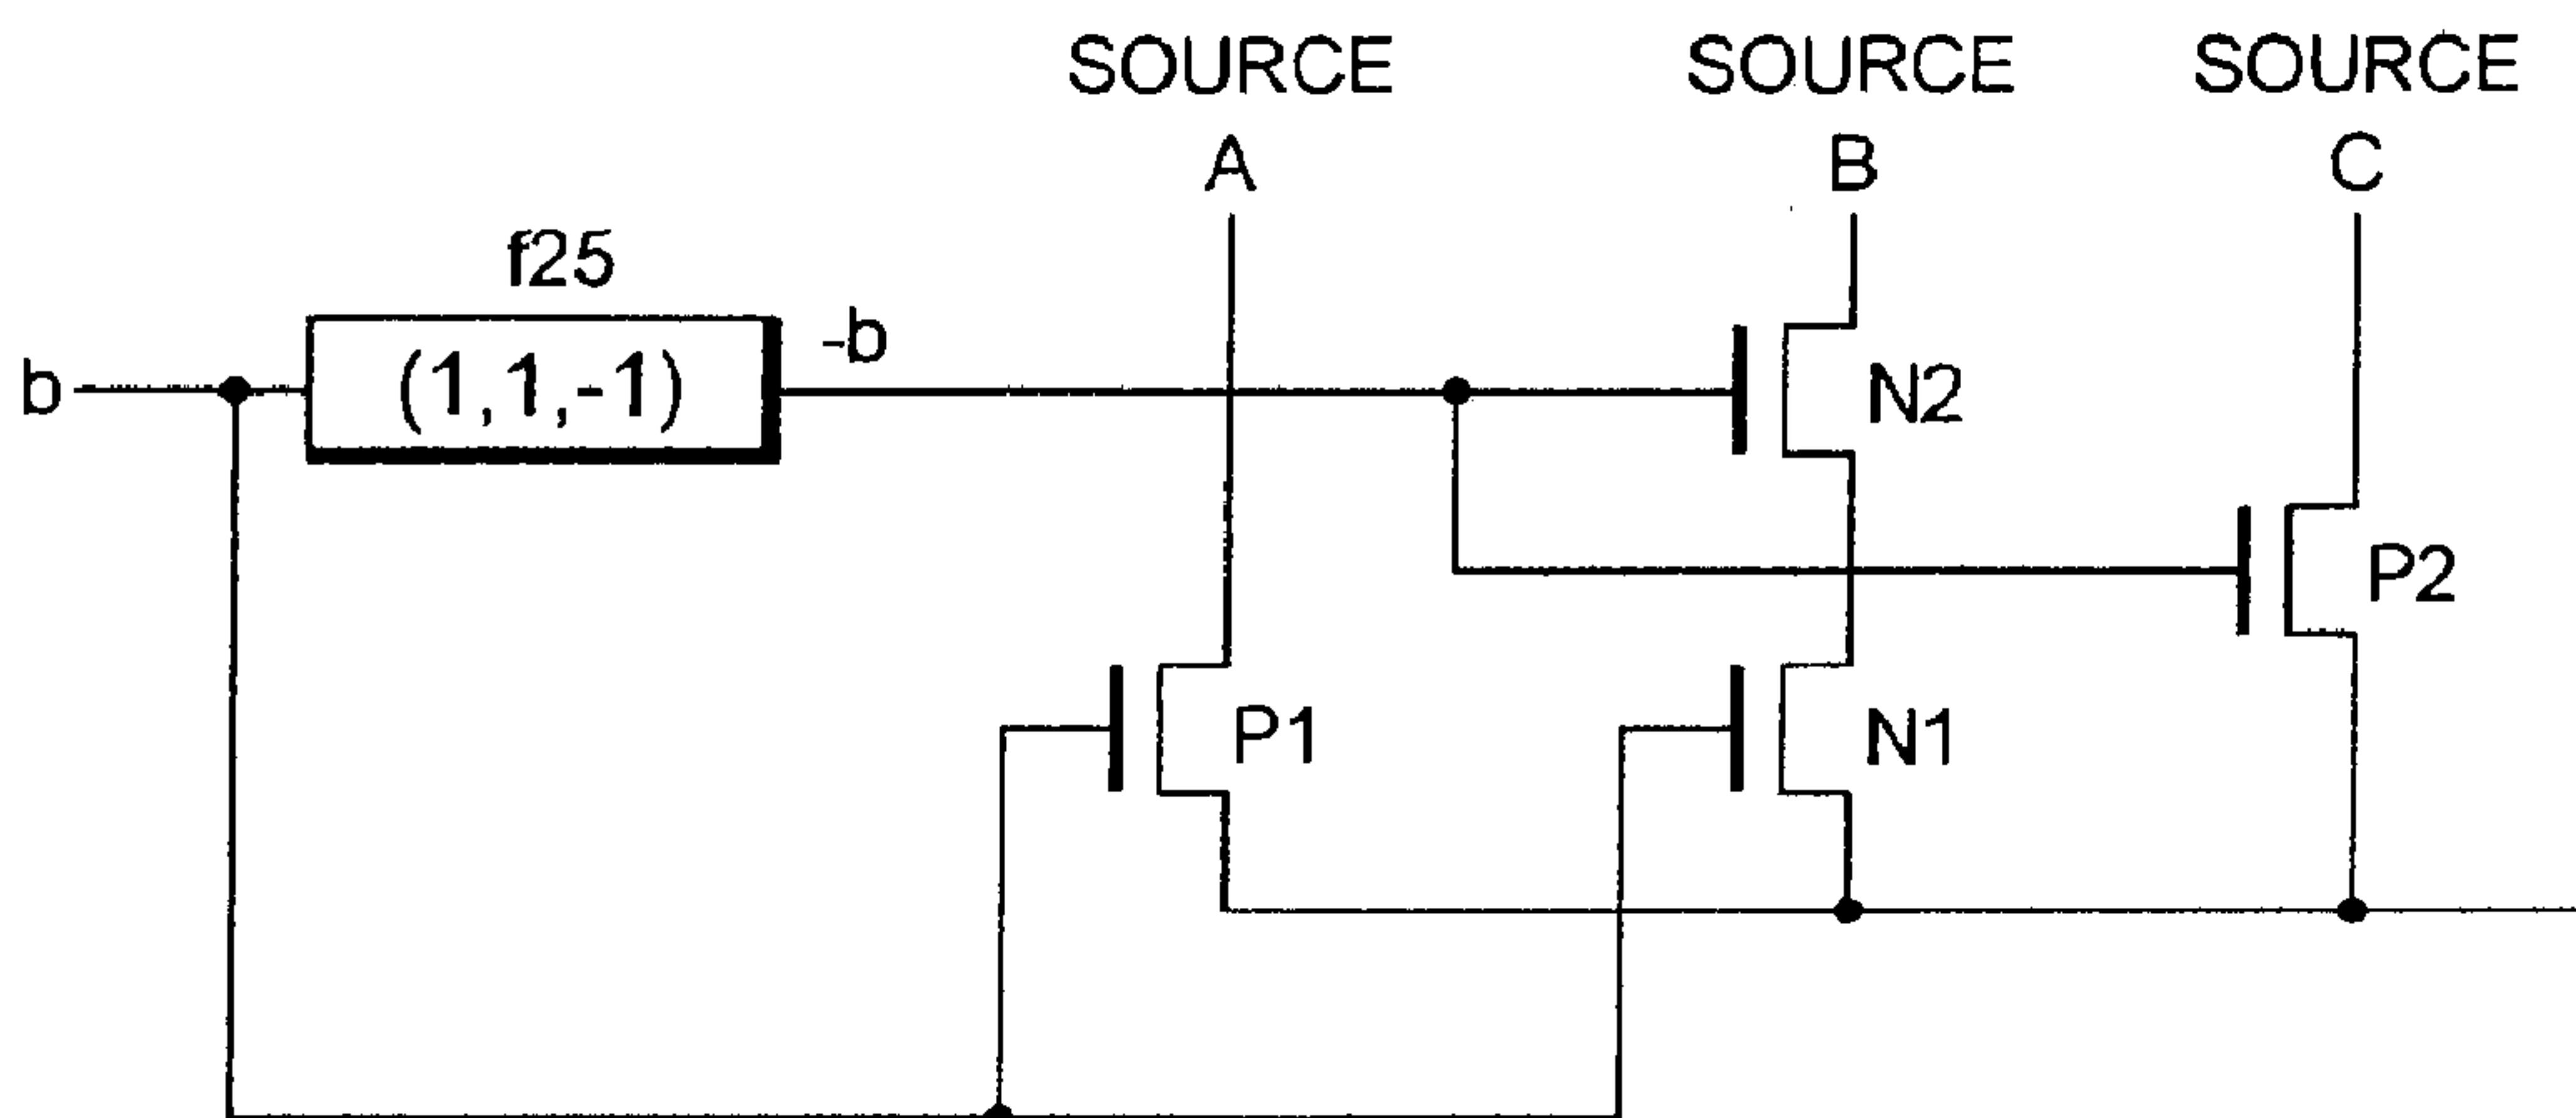 SOURCE SOURCE SOURCE
A B C
f25
b (1,1,-1) -b
N2
P2
P1 N1